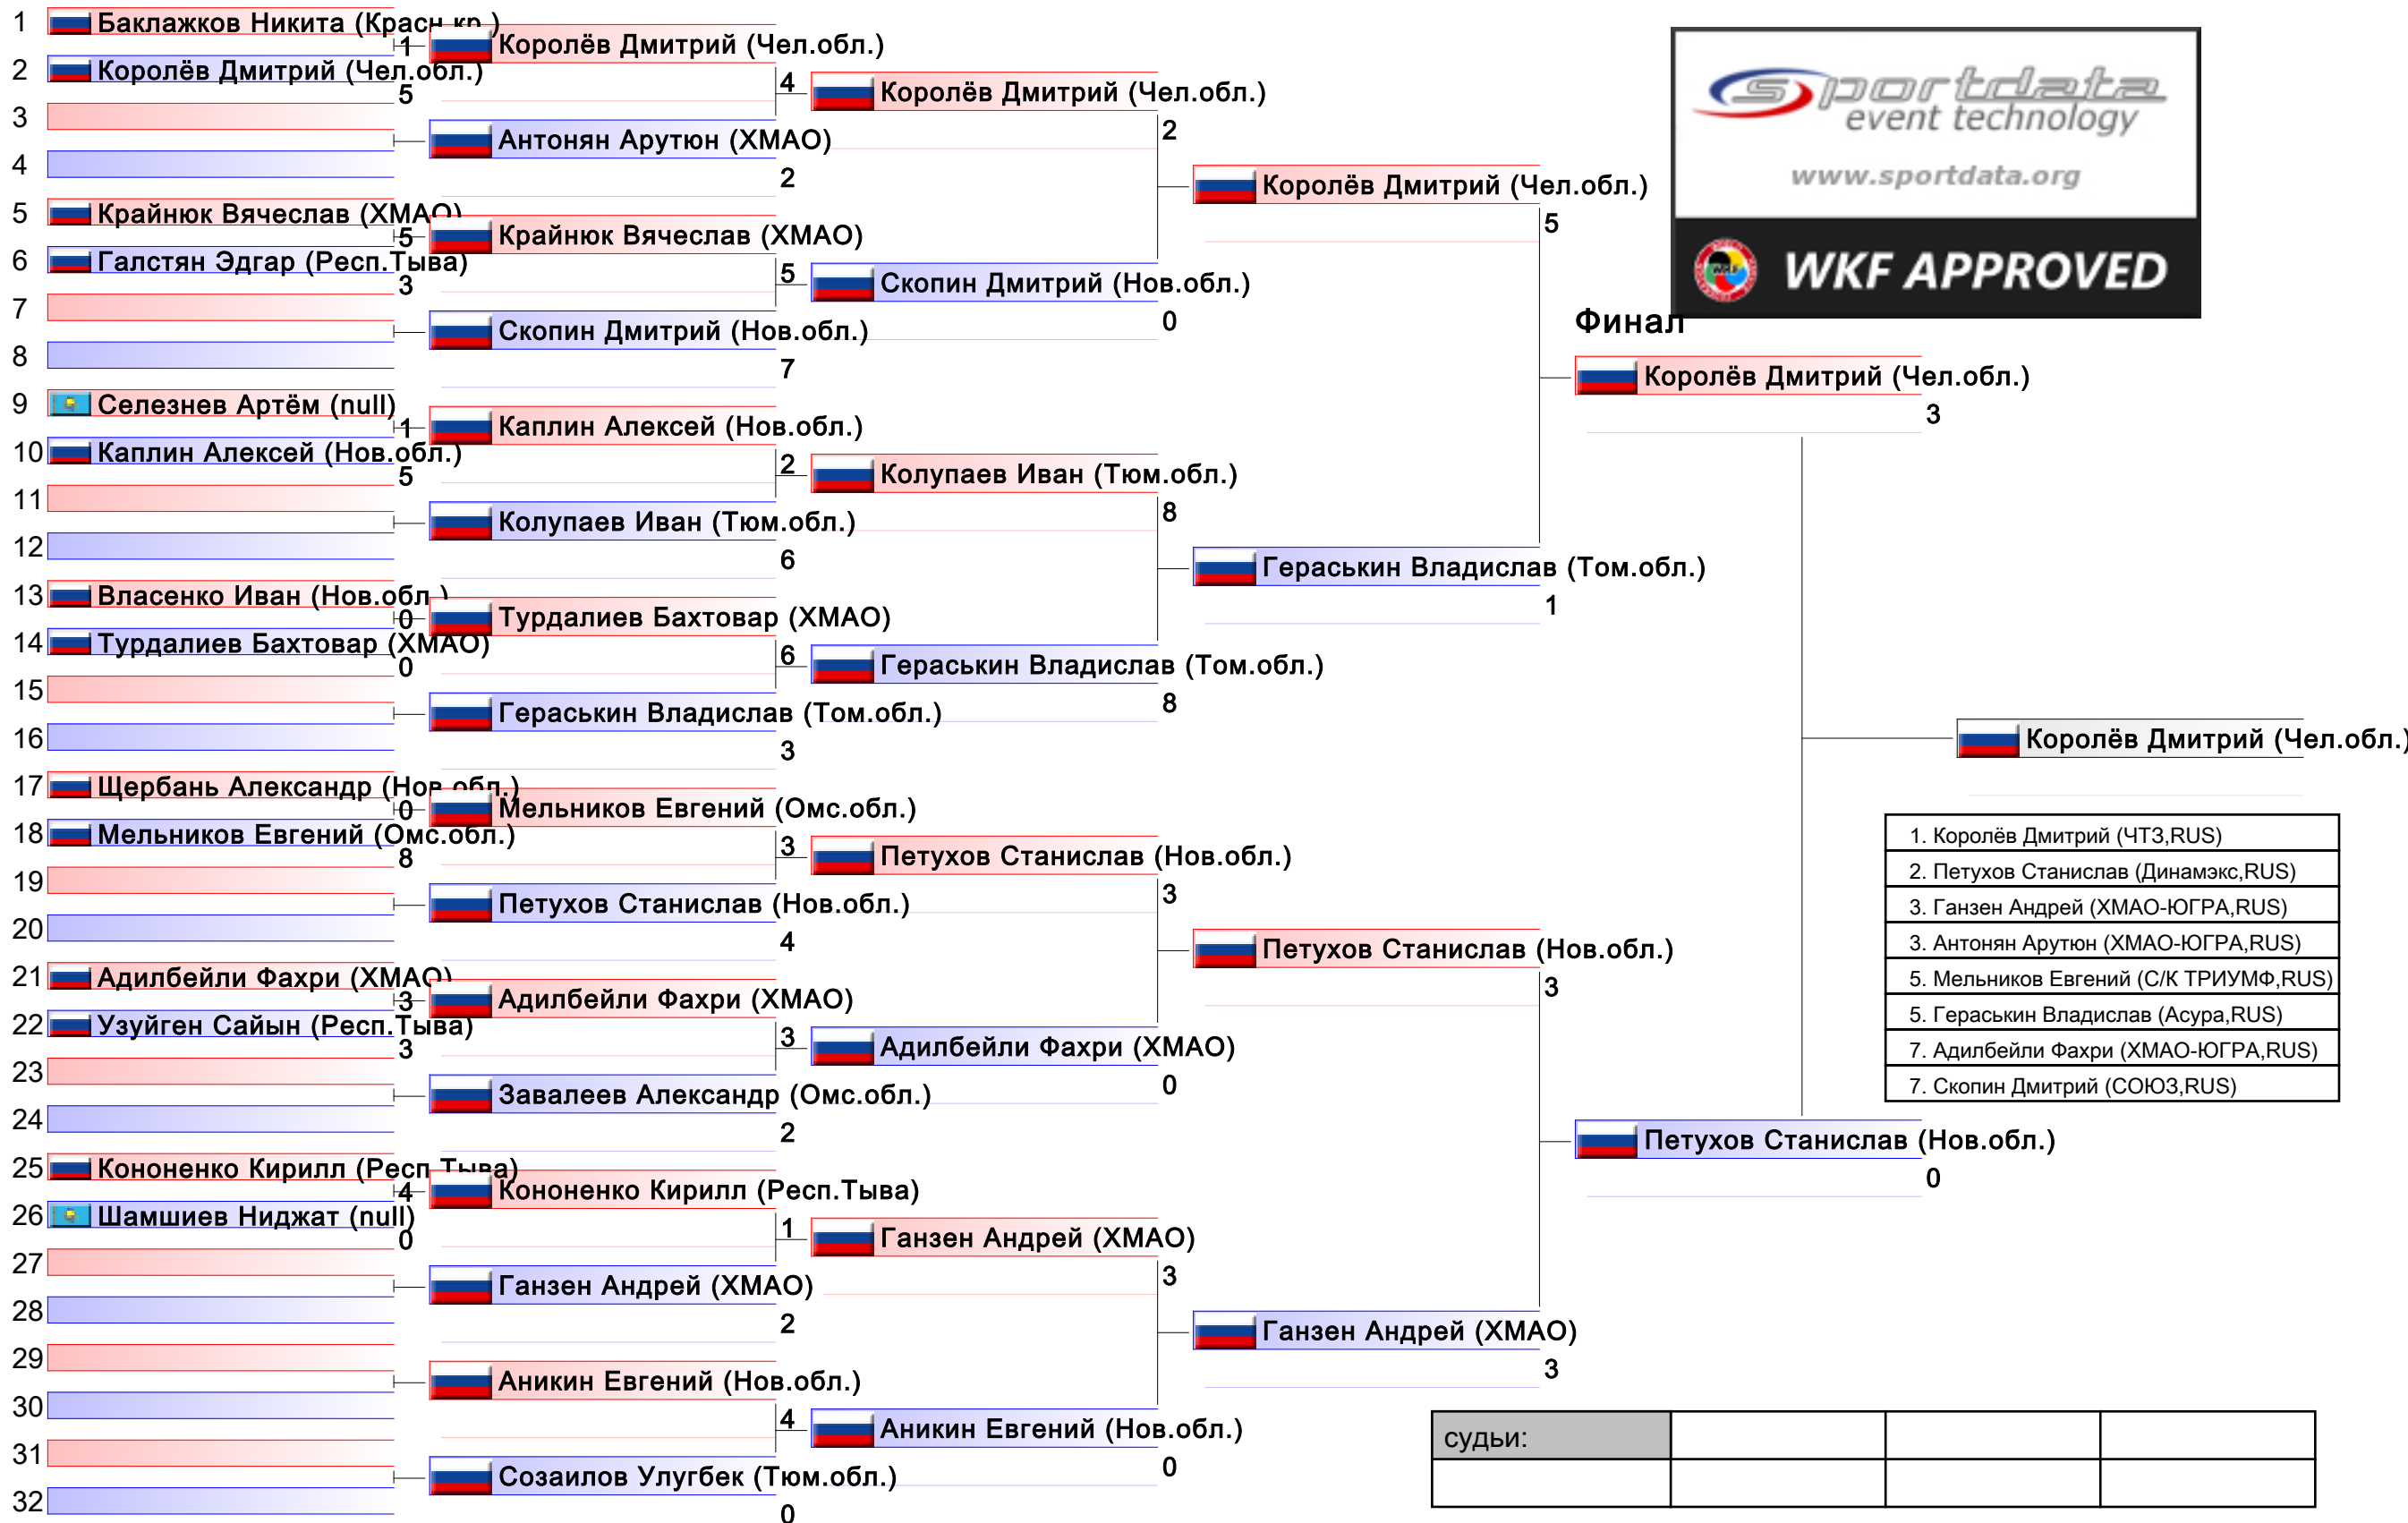 1 Баклажков Никита (Красн.кр.)
1
2 Королёв Дмитрий (Чел.обл.)
5
3
4
5 Крайнюк Вячеслав (ХМАО)
5
6 Галстян Эдгар (Респ.Тыва)
3
7
8
9 Селезнев Артём (null)
1
10 Каплин Алексей (Нов.обл.)
5
11
12
13 Власенко Иван (Нов.обл.)
0
14 Турдалиев Бахтовар (ХМАО)
0
15
16
17 Щербань Александр (Нов.обл.)
0
18 Мельников Евгений (Омс.обл.)
8
19
20
21 Адилбейли Фахри (ХМАО)
3
22 Узуйген Сайын (Респ.Тыва)
3
23
24
25 Кононенко Кирилл (Респ.Тыва)
4
26 Шамшиев Ниджат (null)
0
27
28
29
30
31
32
Королёв Дмитрий (Чел.обл.)
4
Антонян Арутюн (ХМАО)
2
Крайнюк Вячеслав (ХМАО)
5
Скопин Дмитрий (Нов.обл.)
7
Каплин Алексей (Нов.обл.)
2
Колупаев Иван (Тюм.обл.)
6
Турдалиев Бахтовар (ХМАО)
6
Гераськин Владислав (Том.обл.)
3
Мельников Евгений (Омс.обл.)
3
Петухов Станислав (Нов.обл.)
4
Адилбейли Фахри (ХМАО)
3
Завалеев Александр (Омс.обл.)
2
Кононенко Кирилл (Респ.Тыва)
1
Ганзен Андрей (ХМАО)
2
Аникин Евгений (Нов.обл.)
4
Созаилов Улугбек (Тюм.обл.)
0
Королёв Дмитрий (Чел.обл.)
2
Скопин Дмитрий (Нов.обл.)
0
Колупаев Иван (Тюм.обл.)
8
Гераськин Владислав (Том.обл.)
8
Петухов Станислав (Нов.обл.)
3
Адилбейли Фахри (ХМАО)
0
Ганзен Андрей (ХМАО)
3
Аникин Евгений (Нов.обл.)
0
Королёв Дмитрий (Чел.обл.)
5
Гераськин Владислав (Том.обл.)
1
Петухов Станислав (Нов.обл.)
3
Ганзен Андрей (ХМАО)
3
sportdata
event technology
www.sportdata.org
WKF
WKF APPROVED
Финал
Королёв Дмитрий (Чел.обл.)
3
Петухов Станислав (Нов.обл.)
0
Королёв Дмитрий (Чел.обл.)
1. Королёв Дмитрий (ЧТЗ,RUS)
2. Петухов Станислав (Динамэкс,RUS)
3. Ганзен Андрей (ХМАО-ЮГРА,RUS)
3. Антонян Арутюн (ХМАО-ЮГРА,RUS)
5. Мельников Евгений (С/К ТРИУМФ,RUS)
5. Гераськин Владислав (Асура,RUS)
7. Адилбейли Фахри (ХМАО-ЮГРА,RUS)
7. Скопин Дмитрий (СОЮЗ,RUS)
судьи: